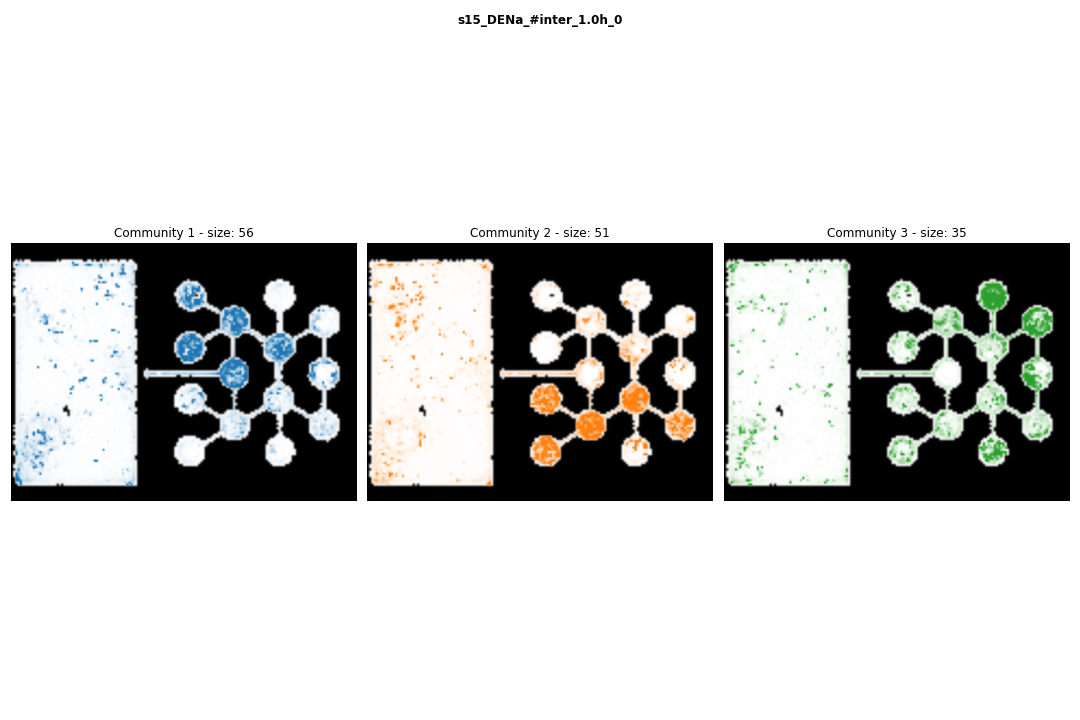 s15_DENa_#inter_1.0h_0
Community 1 - size: 56
Community 2 - size: 51
Community 3 - size: 35